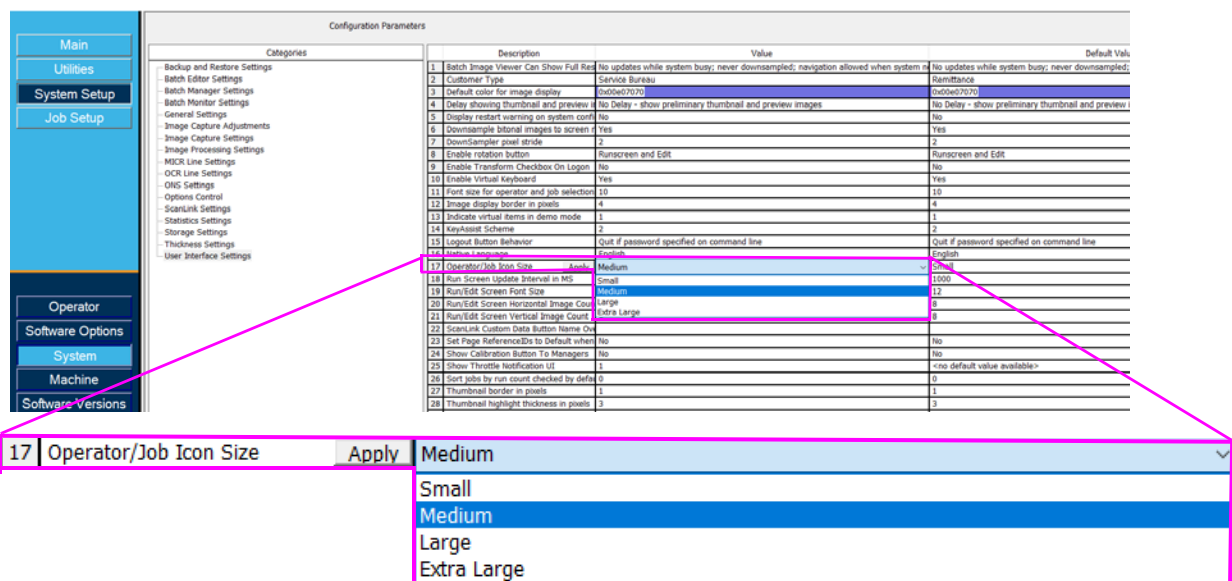 Configuration Parameters
Main
Utilities
System Setup
Job Setup
Operator
Software Options
System
Machine
Software Versions
Categories
Backup and Restore Settings
Batch Editor Settings
Batch Manager Settings
Batch Monitor Settings
General Settings
Image Capture Adjustments
Image Capture Settings
Image Processing Settings
MICR Line Settings
OCR Line Settings
ONS Settings
Options Control
ScanLink Settings
Statistics Settings
Storage Settings
Thickness Settings
User Interface Settings
Description Value Default Valu
1 Batch Image Viewer Can Show Full Res No updates while system busy; never downsampled; navigation allowed when system n No updates while system busy; never downsampled;
2 Customer Type Service Bureau Remittance
3 Default color for image display 0x00e07070 0x00e07070
4 Delay showing thumbnail and preview i No Delay - show preliminary thumbnail and preview images No Delay - show preliminary thumbnail and preview i
5 Display restart warning on system confi No No
6 Downsample bitonal images to screen r Yes Yes
7 DownSampler pixel stride 2 2
8 Enable rotation button Runscreen and Edit Runscreen and Edit
9 Enable Transform Checkbox On Logon No No
10 Enable Virtual Keyboard Yes Yes
11 Font size for operator and job selection 10 10
12 Image display border in pixels 4 4
13 Indicate virtual items in demo mode 1 1
14 KeyAssist Scheme 2 2
15 Logout Button Behavior Quit if password specified on command line Quit if password specified on command line
16 Native Language English English
17 Operator/Job Icon Size Apply Medium Small
Small
Medium
Large
Extra Large
18 Run Screen Update Interval in MS 1000
19 Run/Edit Screen Font Size 12
20 Run/Edit Screen Horizontal Image Cou 8
21 Run/Edit Screen Vertical Image Count 8
22 ScanLink Custom Data Button Name Ov
23 Set Page ReferenceIDs to Default when No No
24 Show Calibration Button To Managers No No
25 Show Throttle Notification UI 1 <no default value available>
26 Sort jobs by run count checked by defau 0 0
27 Thumbnail border in pixels 1 1
28 Thumbnail highlight thickness in pixels 3 3
17 Operator/Job Icon Size Apply Medium
Small
Medium
Large
Extra Large